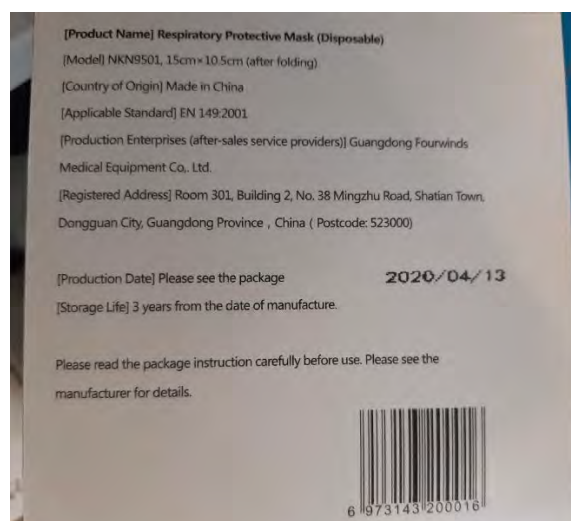 [Product Name] Respiratory Protective Mask (Disposable)
[Model] NKN9501, 15cm×10.5cm (after folding)
[Country of Origin] Made in China
[Applicable Standard] EN 149:2001
[Production Enterprises (after-sales service providers)] Guangdong Fourwinds
Medical Equipment Co,. Ltd.
[Registered Address] Room 301, Building 2, No. 38 Mingzhu Road, Shatian Town,
Dongguan City, Guangdong Province , China ( Postcode: 523000)
[Production Date] Please see the package 2020/04/13
[Storage Life] 3 years from the date of manufacture.
Please read the package instruction carefully before use. Please see the
manufacturer for details.
6 973143 200016